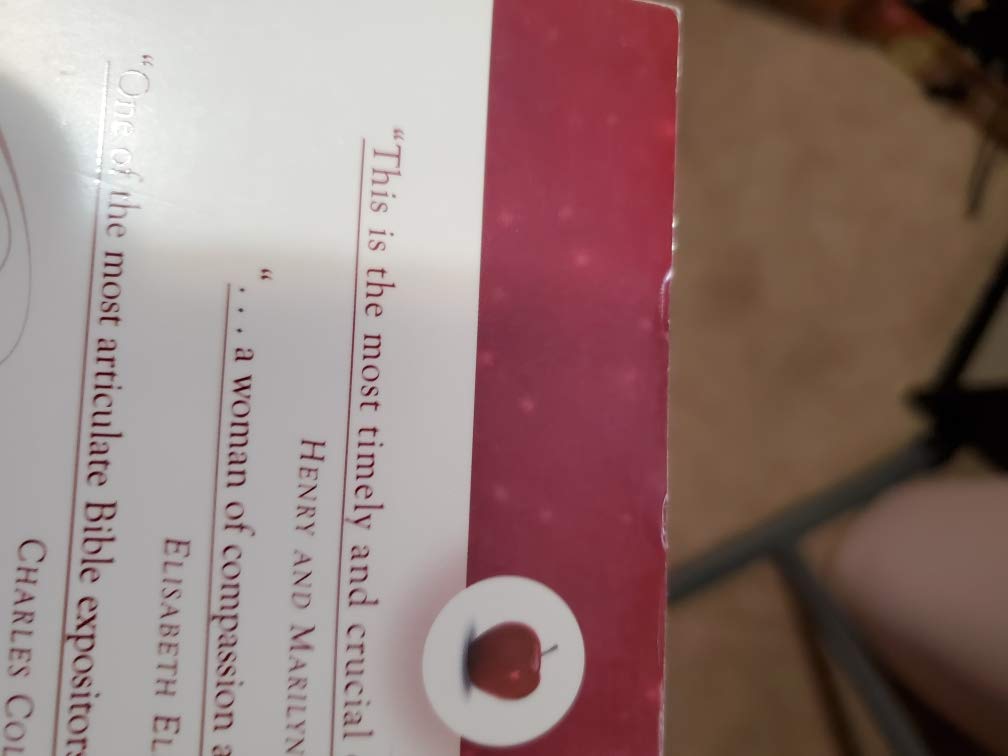 “This is the most timely and crucial
HENRY AND MARILYN
“. . . a woman of compassion a
ELISABETH EL
“One of the most articulate Bible expositors
CHARLES COL